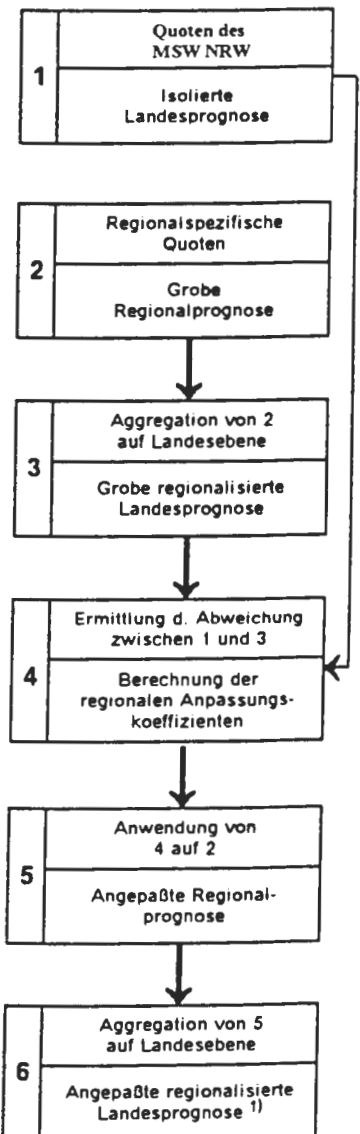 1
Quoten des
MSW NRW
Isolierte
Landesprognose
2
Regionalspezifische
Quoten
Grobe
Regionalprognose
3
Aggregation von 2
auf Landesebene
Grobe regionalisierte
Landesprognose
4
Ermittlung d. Abweichung
zwischen 1 und 3
Berechnung der
regionalen Anpassungs-
koeffizienten
5
Anwendung von
4 auf 2
Angepaßte Regional-
prognose
6
Aggregation von 5
auf Landesebene
Angepaßte regionalisierte
Landesprognose 1)